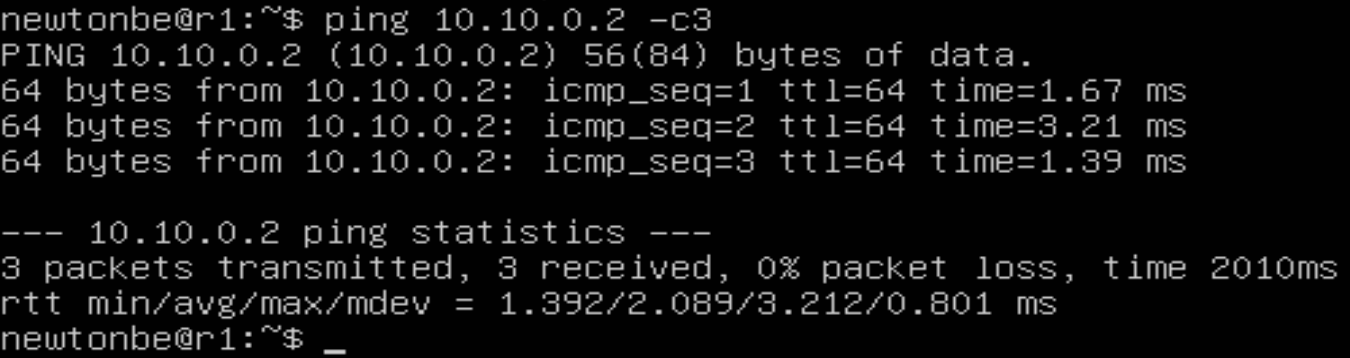 newtonbe@r1:~$ ping 10.10.0.2 -c3
PING 10.10.0.2 (10.10.0.2) 56(84) bytes of data.
64 bytes from 10.10.0.2: icmp_seq=1 ttl=64 time=1.67 ms
64 bytes from 10.10.0.2: icmp_seq=2 ttl=64 time=3.21 ms
64 bytes from 10.10.0.2: icmp_seq=3 ttl=64 time=1.39 ms
--- 10.10.0.2 ping statistics ---
3 packets transmitted, 3 received, 0% packet loss, time 2010ms
rtt min/avg/max/mdev = 1.392/2.089/3.212/0.801 ms
newtonbe@r1:~$ _